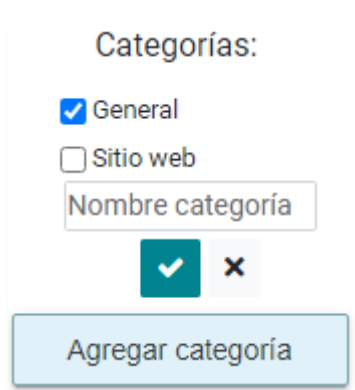 Categorías:
General
Sitio web
Nombre categoría
Agregar categoría